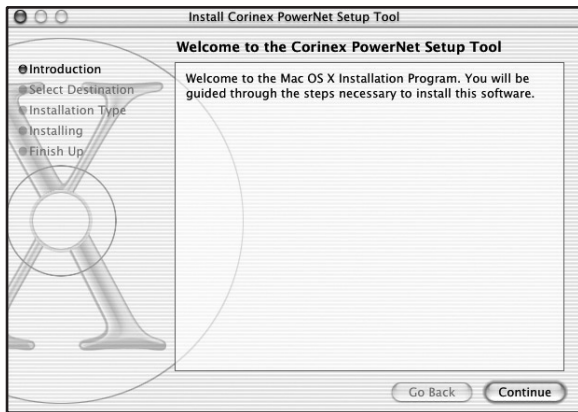 Install Corinex PowerNet Setup Tool
Welcome to the Corinex PowerNet Setup Tool
Introduction
Select Destination
Installation Type
Installing
Finish Up
Welcome to the Mac OS X Installation Program. You will be
guided through the steps necessary to install this software.
Go Back
Continue